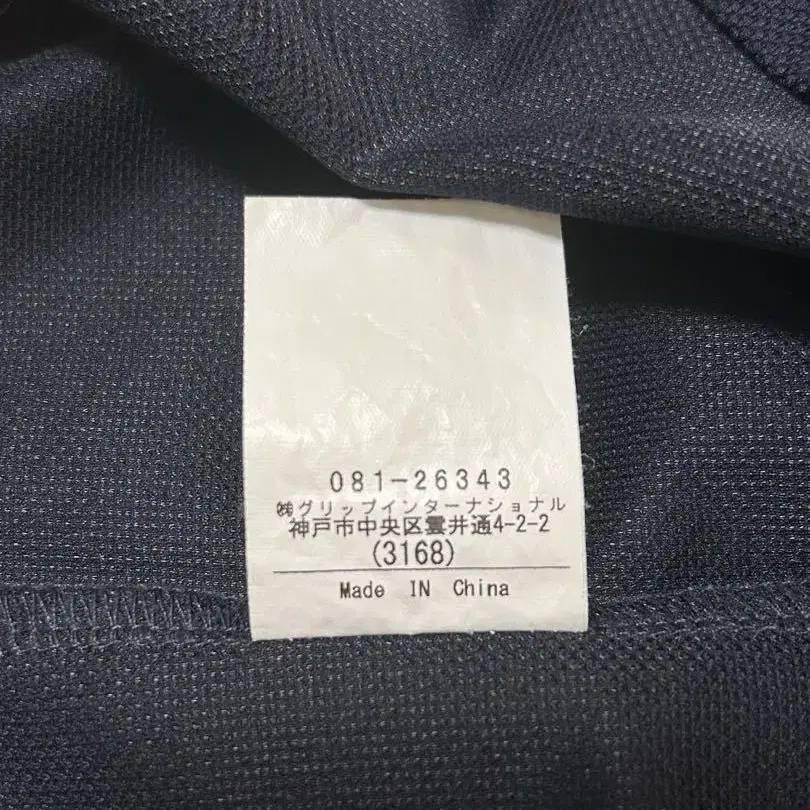 081-26343
㈱グリップインターナショナル
神戸市中央区雲井通4-2-2
(3168)
Made IN China